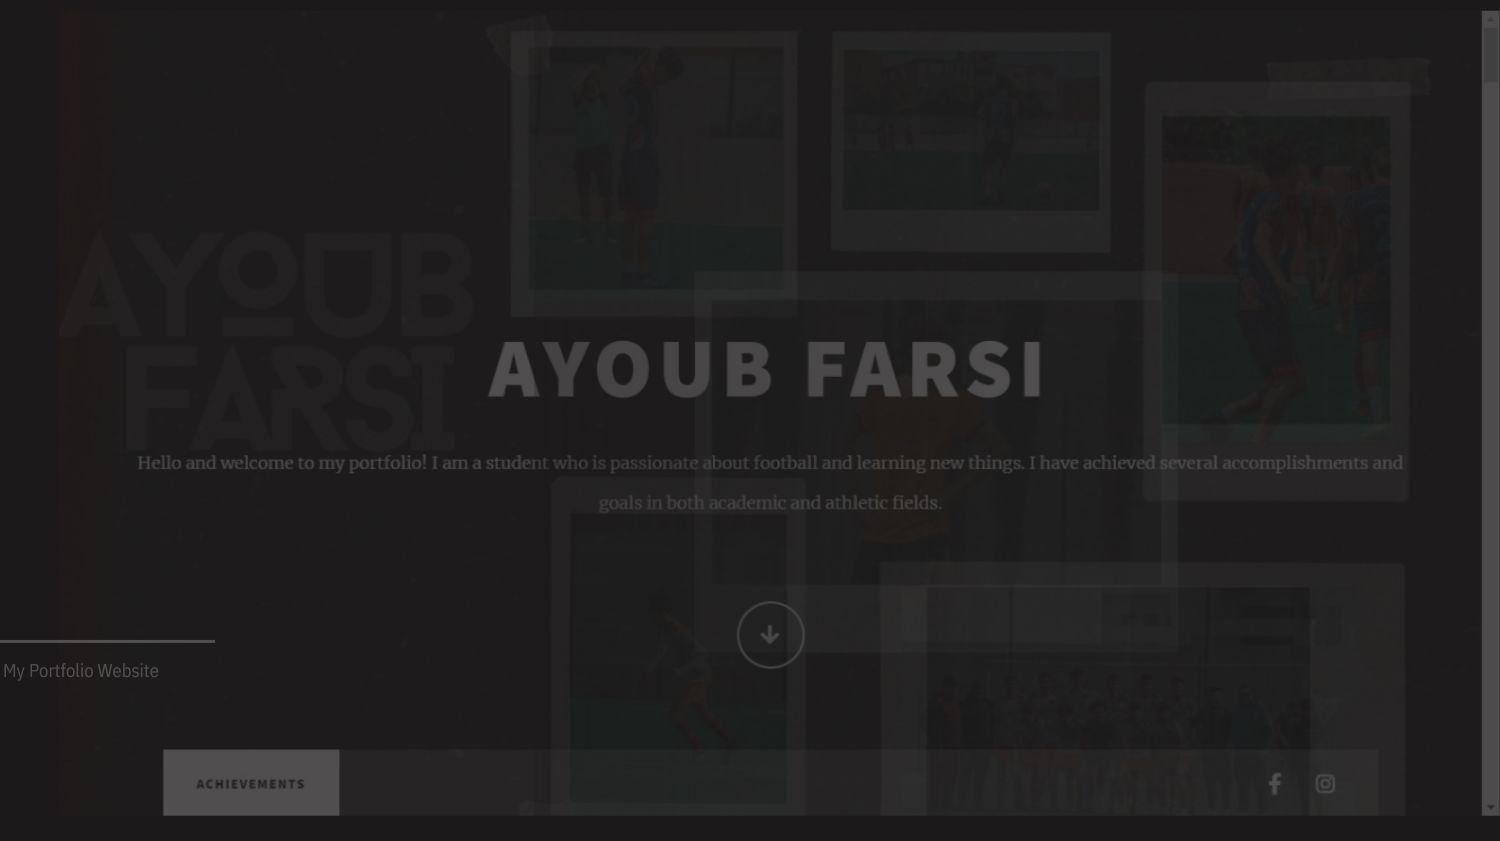 AYOUB
FARSI
AYOUB FARSI
Hello and welcome to my portfolio! I am a student who is passionate about football and learning new things. I have achieved several accomplishments and
goals in both academic and athletic fields.
My Portfolio Website
ACHIEVEMENTS